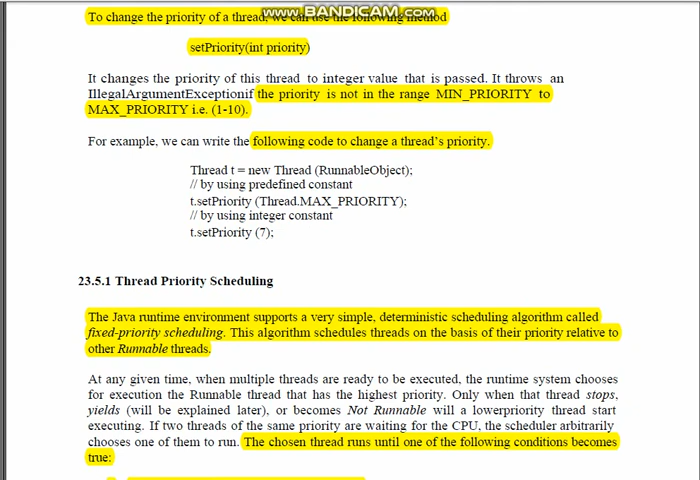 www.BANDICAM.com
To change the priority of a thread, we can use the following method
setPriority(int priority)
It changes the priority of this thread to integer value that is passed. It throws an
IllegalArgumentExceptionif the priority is not in the range MIN_PRIORITY to
MAX_PRIORITY i.e. (1-10).
For example, we can write the following code to change a thread's priority.
Thread t = new Thread (RunnableObject);
// by using predefined constant
t.setPriority (Thread.MAX_PRIORITY);
// by using integer constant
t.setPriority (7);
23.5.1 Thread Priority Scheduling
The Java runtime environment supports a very simple, deterministic scheduling algorithm called
fixed-priority scheduling. This algorithm schedules threads on the basis of their priority relative to
other Runnable threads.
At any given time, when multiple threads are ready to be executed, the runtime system chooses
for execution the Runnable thread that has the highest priority. Only when that thread stops,
yields (will be explained later), or becomes Not Runnable will a lowerpriority thread start
executing. If two threads of the same priority are waiting for the CPU, the scheduler arbitrarily
chooses one of them to run. The chosen thread runs until one of the following conditions becomes
true: